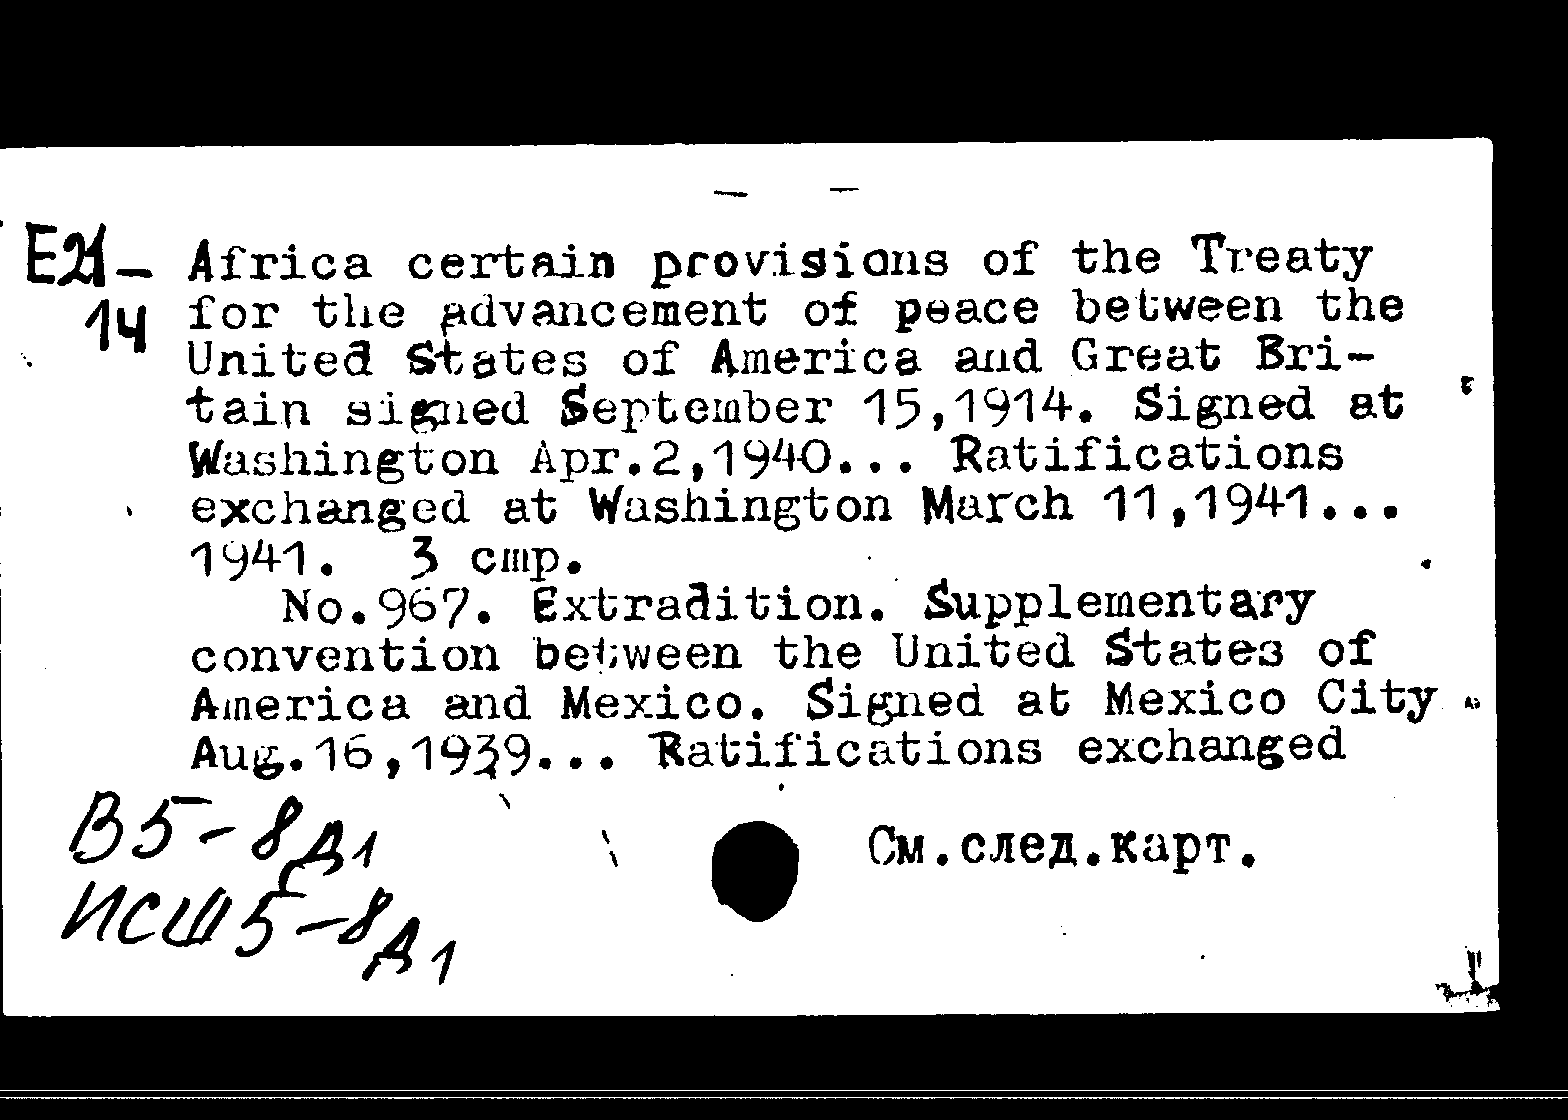 E21-
14
Africa certain provisions of the Treaty
for the advancement of peace between the
United States of America and Great Bri-
tain signed September 15,1914. Signed at
Washington Apr.2,1940... Ratifications
exchanged at Washington March 11,1941...
1941. 3 стр.
No.967. Extradition. Supplementary
convention between the United States of
America and Mexico. Signed at Mexico City
Aug.16,1939... Ratifications exchanged
В5-8Д1
ИСШ5-8Д1
См.след.карт.